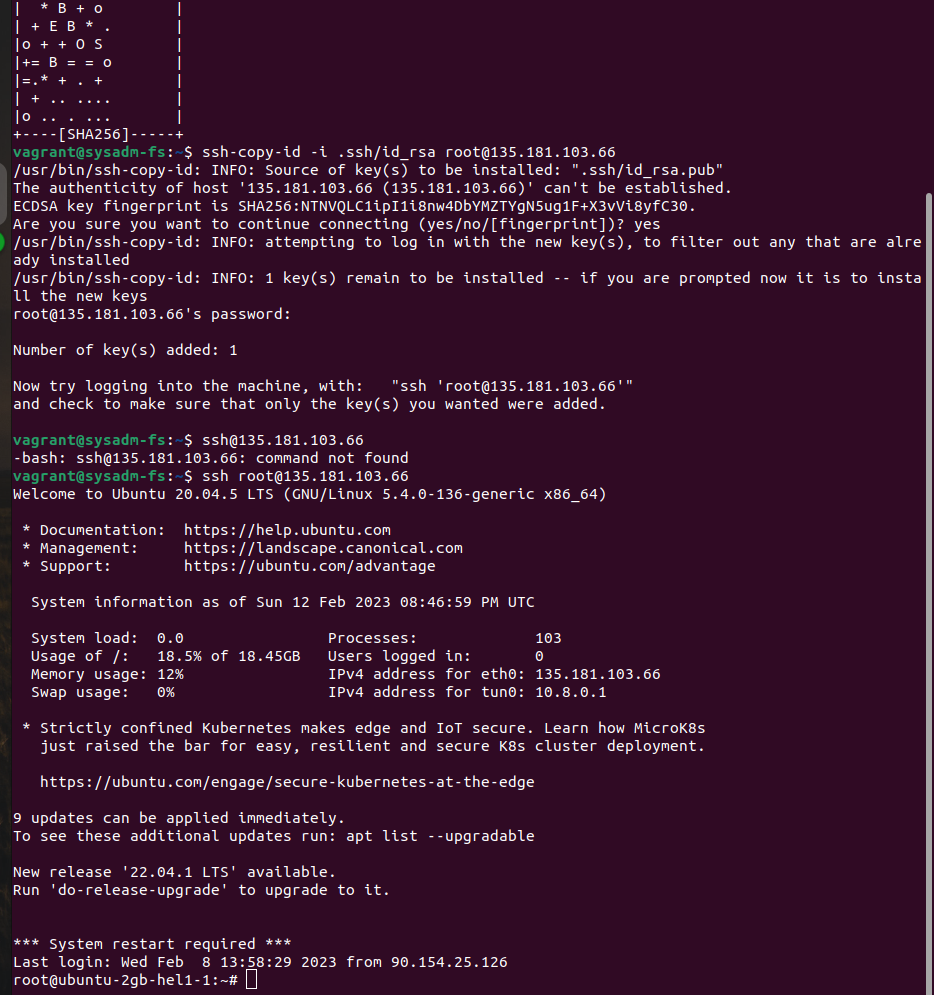 |  * B + o        |
| + E B * .       |
|o + + O S        |
|+= B = = o       |
|=.* + . +        |
| + .. ....       |
|o .. . ...       |
+----[SHA256]-----+
vagrant@sysadm-fs:~$ ssh-copy-id -i .ssh/id_rsa root@135.181.103.66
/usr/bin/ssh-copy-id: INFO: Source of key(s) to be installed: ".ssh/id_rsa.pub"
The authenticity of host '135.181.103.66 (135.181.103.66)' can't be established.
ECDSA key fingerprint is SHA256:NTNVQLC1ipI1i8nw4DbYMZTYgN5ug1F+X3vVi8yfC30.
Are you sure you want to continue connecting (yes/no/[fingerprint])? yes
/usr/bin/ssh-copy-id: INFO: attempting to log in with the new key(s), to filter out any that are alre
ady installed
/usr/bin/ssh-copy-id: INFO: 1 key(s) remain to be installed -- if you are prompted now it is to insta
ll the new keys
root@135.181.103.66's password:
Number of key(s) added: 1
Now try logging into the machine, with:   "ssh 'root@135.181.103.66'"
and check to make sure that only the key(s) you wanted were added.
vagrant@sysadm-fs:~$ ssh@135.181.103.66
-bash: ssh@135.181.103.66: command not found
vagrant@sysadm-fs:~$ ssh root@135.181.103.66
Welcome to Ubuntu 20.04.5 LTS (GNU/Linux 5.4.0-136-generic x86_64)
 * Documentation:  https://help.ubuntu.com
 * Management:     https://landscape.canonical.com
 * Support:        https://ubuntu.com/advantage
  System information as of Sun 12 Feb 2023 08:46:59 PM UTC
  System load:  0.0                Processes:             103
  Usage of /:   18.5% of 18.45GB   Users logged in:       0
  Memory usage: 12%                IPv4 address for eth0: 135.181.103.66
  Swap usage:   0%                 IPv4 address for tun0: 10.8.0.1
 * Strictly confined Kubernetes makes edge and IoT secure. Learn how MicroK8s
   just raised the bar for easy, resilient and secure K8s cluster deployment.
   https://ubuntu.com/engage/secure-kubernetes-at-the-edge
9 updates can be applied immediately.
To see these additional updates run: apt list --upgradable
New release '22.04.1 LTS' available.
Run 'do-release-upgrade' to upgrade to it.
*** System restart required ***
Last login: Wed Feb  8 13:58:29 2023 from 90.154.25.126
root@ubuntu-2gb-hel1-1:~#